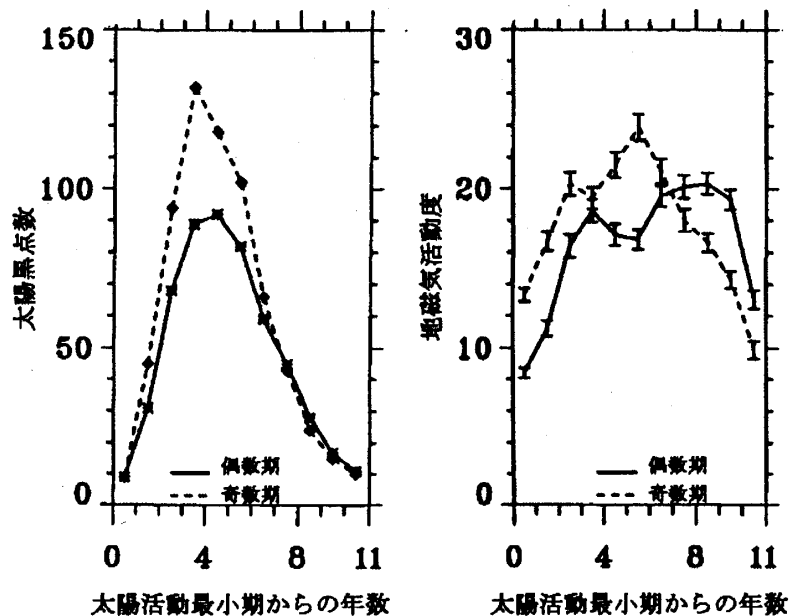 150
100
50
0
太陽黒点数
偶数期
奇数期
0 4 8 11
太陽活動最小期からの年数
30
20
10
0
地磁気活動度
偶数期
奇数期
0 4 8 11
太陽活動最小期からの年数